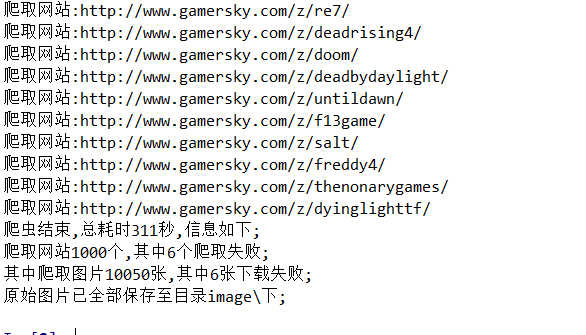 爬取网站:http://www.gamersky.com/z/re7/
爬取网站:http://www.gamersky.com/z/deadrising4/
爬取网站:http://www.gamersky.com/z/doom/
爬取网站:http://www.gamersky.com/z/deadbydaylight/
爬取网站:http://www.gamersky.com/z/untildawn/
爬取网站:http://www.gamersky.com/z/f13game/
爬取网站:http://www.gamersky.com/z/salt/
爬取网站:http://www.gamersky.com/z/freddy4/
爬取网站:http://www.gamersky.com/z/thenonarygames/
爬取网站:http://www.gamersky.com/z/dyinglighttf/
爬虫结束,总耗时311秒,信息如下;
爬取网站1000个,其中6个爬取失败;
其中爬取图片10050张,其中6张下载失败;
原始图片已全部保存至目录image\下;